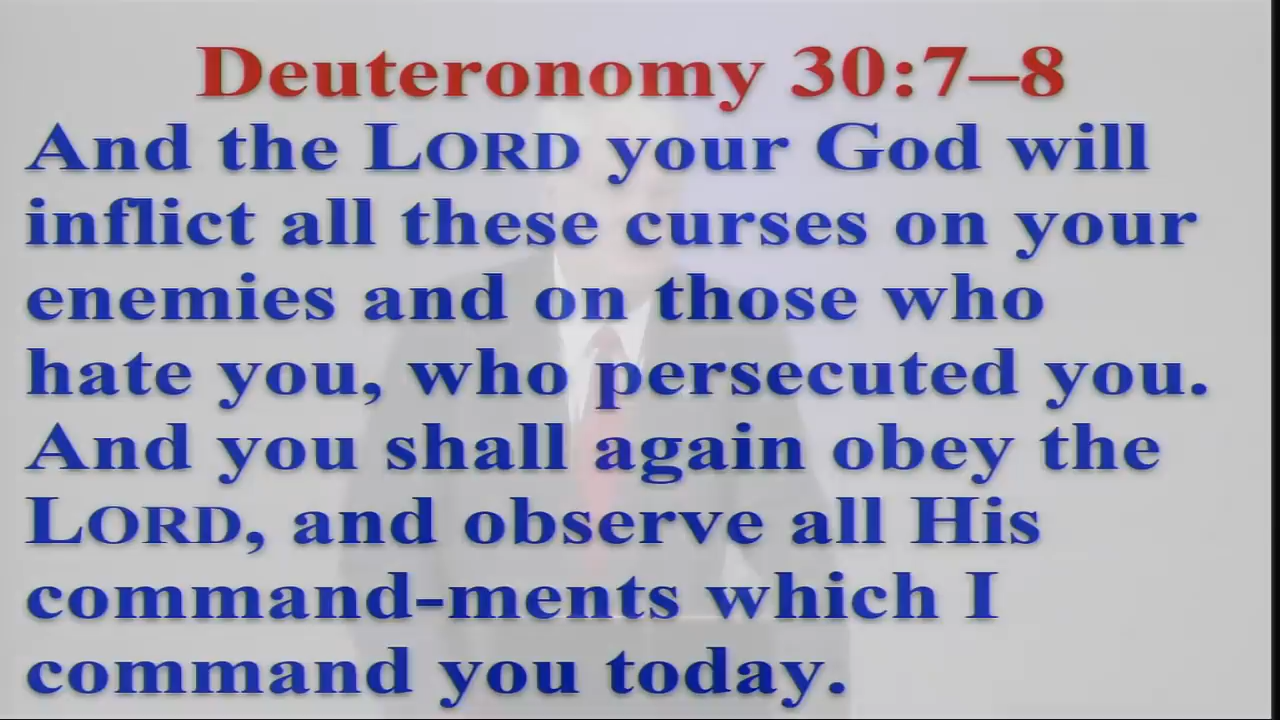 Deuteronomy 30:7–8
And the LORD your God will
inflict all these curses on your
enemies and on those who
hate you, who persecuted you.
And you shall again obey the
LORD, and observe all His
command-ments which I
command you today.